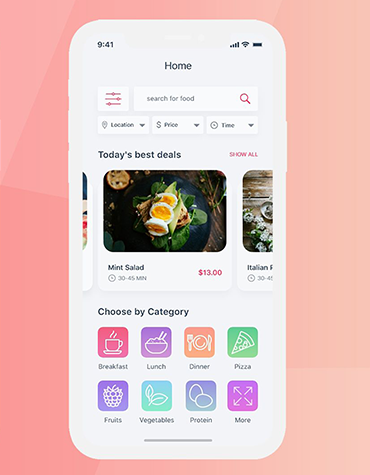 9:41
Home
search for food
Location $ Price Time
Today's best deals SHOW ALL
Mint Salad
$13.00
30-45 MIN
Italian
30-45
Choose by Category
Breakfast Lunch Dinner Pizza
Fruits Vegetables Protein More